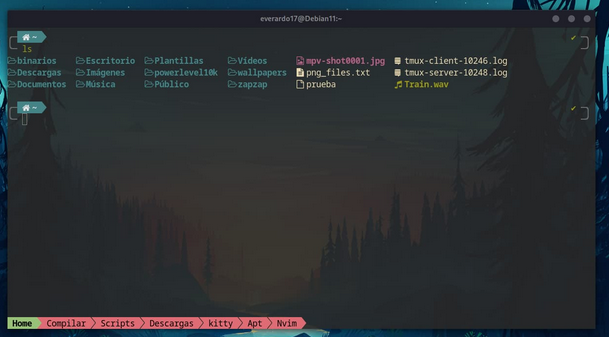 everardo17@Debian11:~
~
ls
binarios Escritorio Plantillas Vídeos mpv-shot0001.jpg tmux-client-10246.log
Descargas Imágenes powerlevel10k wallpapers png_files.txt tmux-server-10248.log
Documentos Música Público zapzap prueba Train.wav
~
Home Compilar Scripts Descargas kitty Apt Nvim